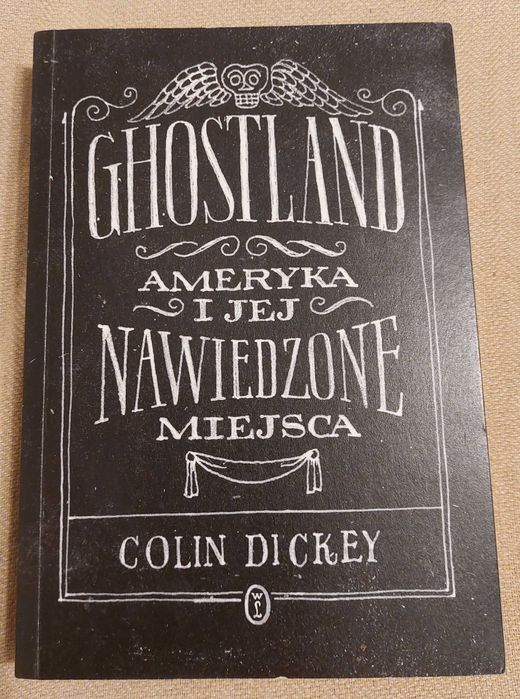 GHOSTLAND
AMERYKA
I JEJ
NAWIEDZONE
MIEJSCA
COLIN DICKEY
W
L